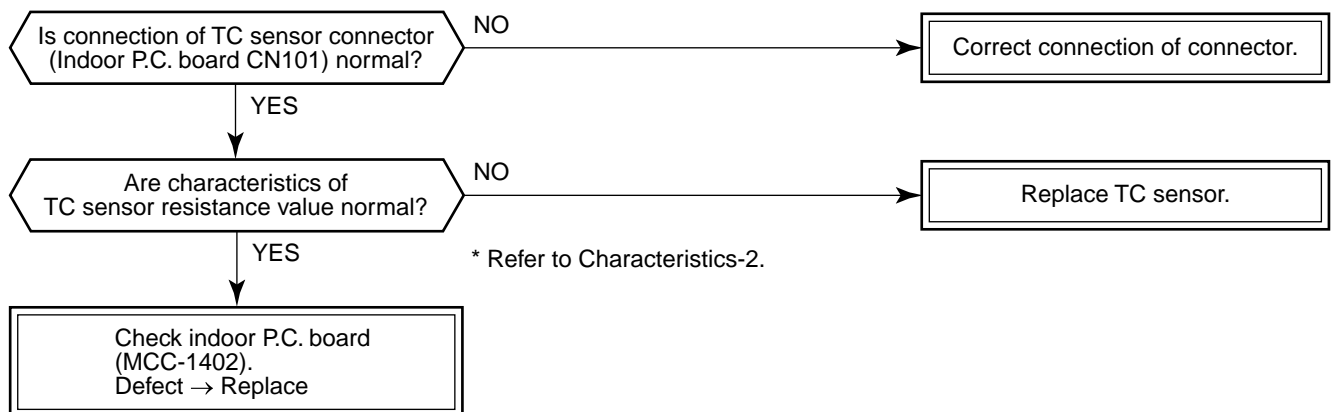 Is connection of TC sensor connector
(Indoor P.C. board CN101) normal?
NO
Correct connection of connector.
YES
Are characteristics of
TC sensor resistance value normal?
NO
Replace TC sensor.
YES
* Refer to Characteristics-2.
Check indoor P.C. board
(MCC-1402).
Defect → Replace